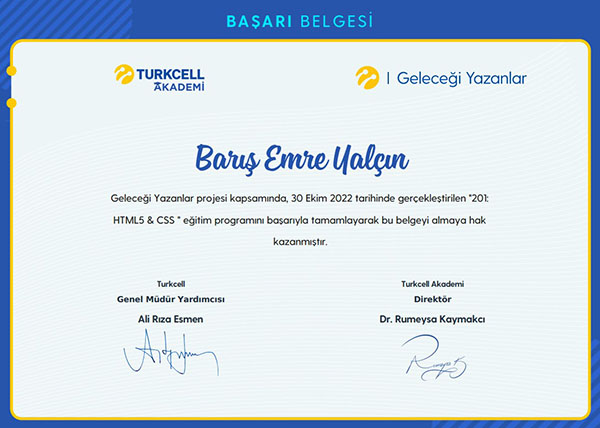 BAŞARI BELGESİ
TURKCELL
AKADEMİ
Geleceği Yazanlar
Barış Emre Yalçın
Geleceği Yazanlar projesi kapsamında, 30 Ekim 2022 tarihinde gerçekleştirilen "201:
HTML5 & CSS " eğitim programını başarıyla tamamlayarak bu belgeyi almaya hak
kazanmıştır.
Turkcell
Genel Müdür Yardımcısı
Ali Rıza Esmen
Turkcell Akademi
Direktör
Dr. Rumeysa Kaymakcı